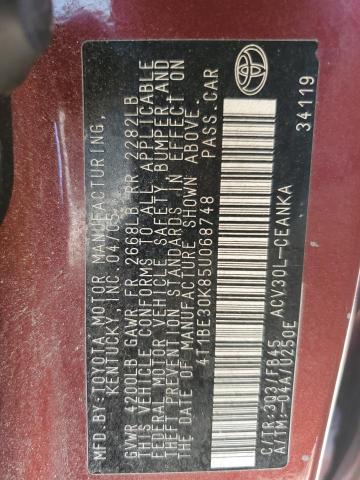 MFD.BY:TOYOTA MOTOR MANUFACTURING,
KENTUCKY,INC.04/05
GVWR 4200LB GAWR FR 2668LB RR 2282LB
THIS VEHICLE CONFORMS TO ALL APPLICABLE
FEDERAL MOTOR VEHICLE SAFETY,BUMPER,AND
THEFT PREVENTION STANDARDS IN EFFECT ON
THE DATE OF MANUFACTURE SHOWN ABOVE.
4T1BE30K85U068748 PASS.CAR
ACV30L-CEANKA
C/TR:3Q3/FB45
A/TM:-04A/U250E 34119